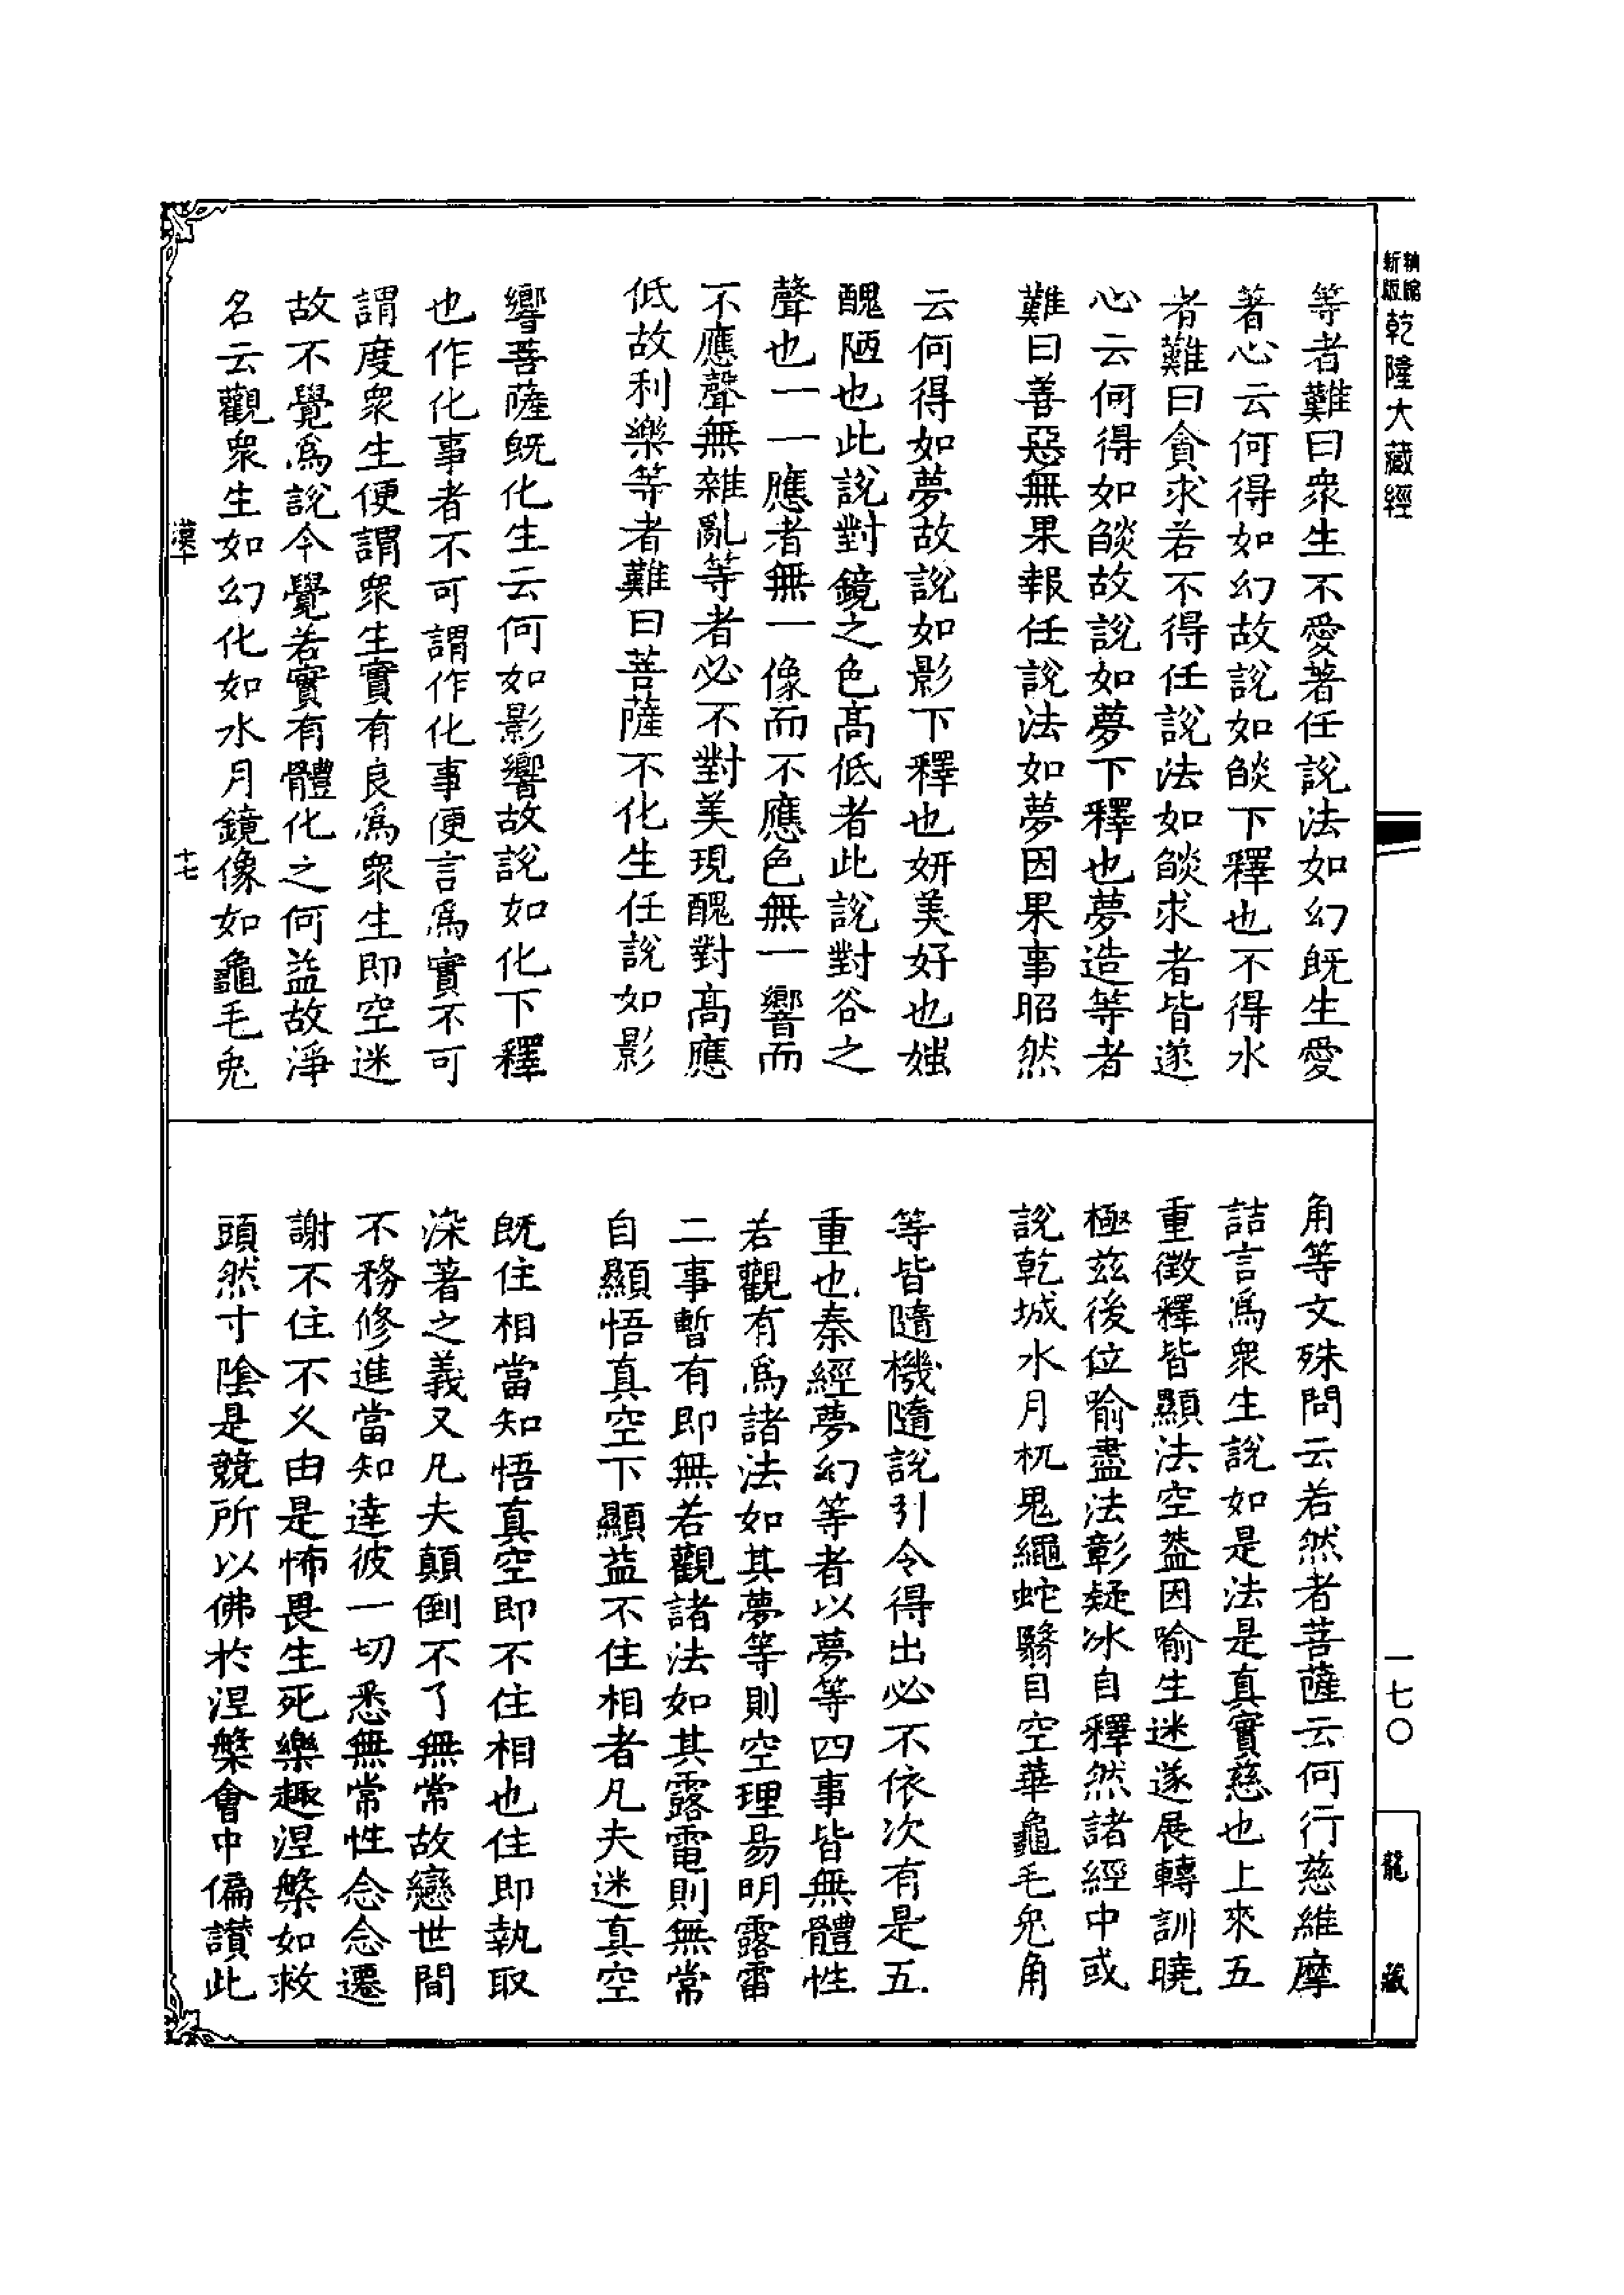 新編縮版
乾隆大藏經
等者難曰衆生不愛著任説法如幻旣生愛
著心云何得如幻故説如燄下釋也不得水
者難曰貪求若不得任説法如燄求者皆遂
心云何得如燄故説如夢下釋也夢造等者
難曰善惡無果報任説法如夢因果事昭然
云何得如夢故説如影下釋也妍美好也媸
醜陋也此説對鏡之色高低者此説對谷之
聲也一一應者無一像而不應色無一響而
不應聲無雜亂等者必不對美現醜對高應
低故利樂等者難曰菩薩不化生任説如影
響菩薩旣化生云何如影響故説如化下釋
也作化事者不可謂作化事便言爲實不可
謂度衆生便謂衆生實有良爲衆生即空迷
故不覺爲説令覺若實有體化之何益故淨
名云觀衆生如幻化如水月鏡像如龜毛兎
漢十
十七
角等文殊問云若然者菩薩云何行慈維摩
詰言爲衆生説如是法是真實慈也上來五
重徵釋皆顯法空葢因喻生迷遂展轉訓曉
極兹後位喻盡法彰疑冰自釋然諸經中或
説乾城水月杌鬼繩蛇翳目空華龜毛兎角
等皆隨機隨説引令得出必不依次有是五
重也秦經夢幻等者以夢等四事皆無體性
若觀有爲諸法如其夢等則空理易明露雷
二事暫有即無若觀諸法如其露電則無常
自顯悟真空下顯益不住相者凡夫迷真空
旣住相當知悟真空即不住相也住即執取
深著之義又凡夫顛倒不了無常故戀世間
不務修進當知達彼一切悉無常性念念遷
謝不住不久由是怖畏生死樂趣涅槃如救
頭然寸陰是競所以佛於涅槃會中偏讃此
一七〇
龍藏